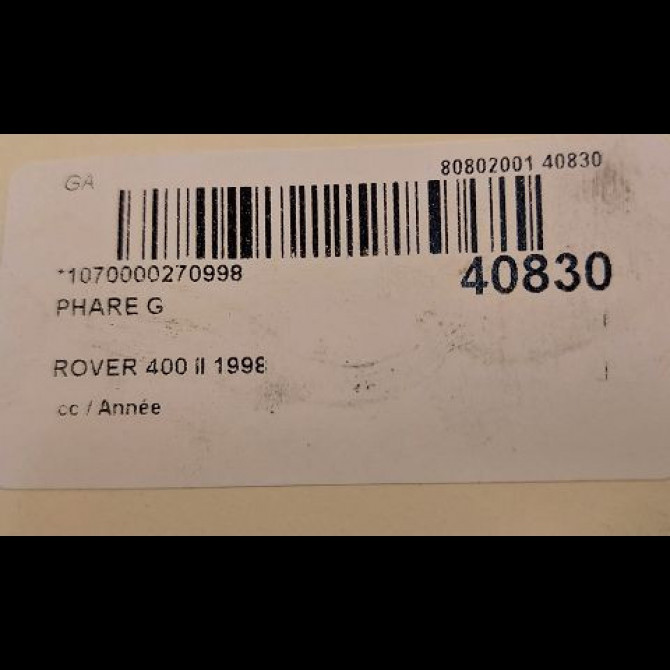 GA
80802001 40830
*1070000270998
40830
PHARE G
ROVER 400 II 1998
cc / Année